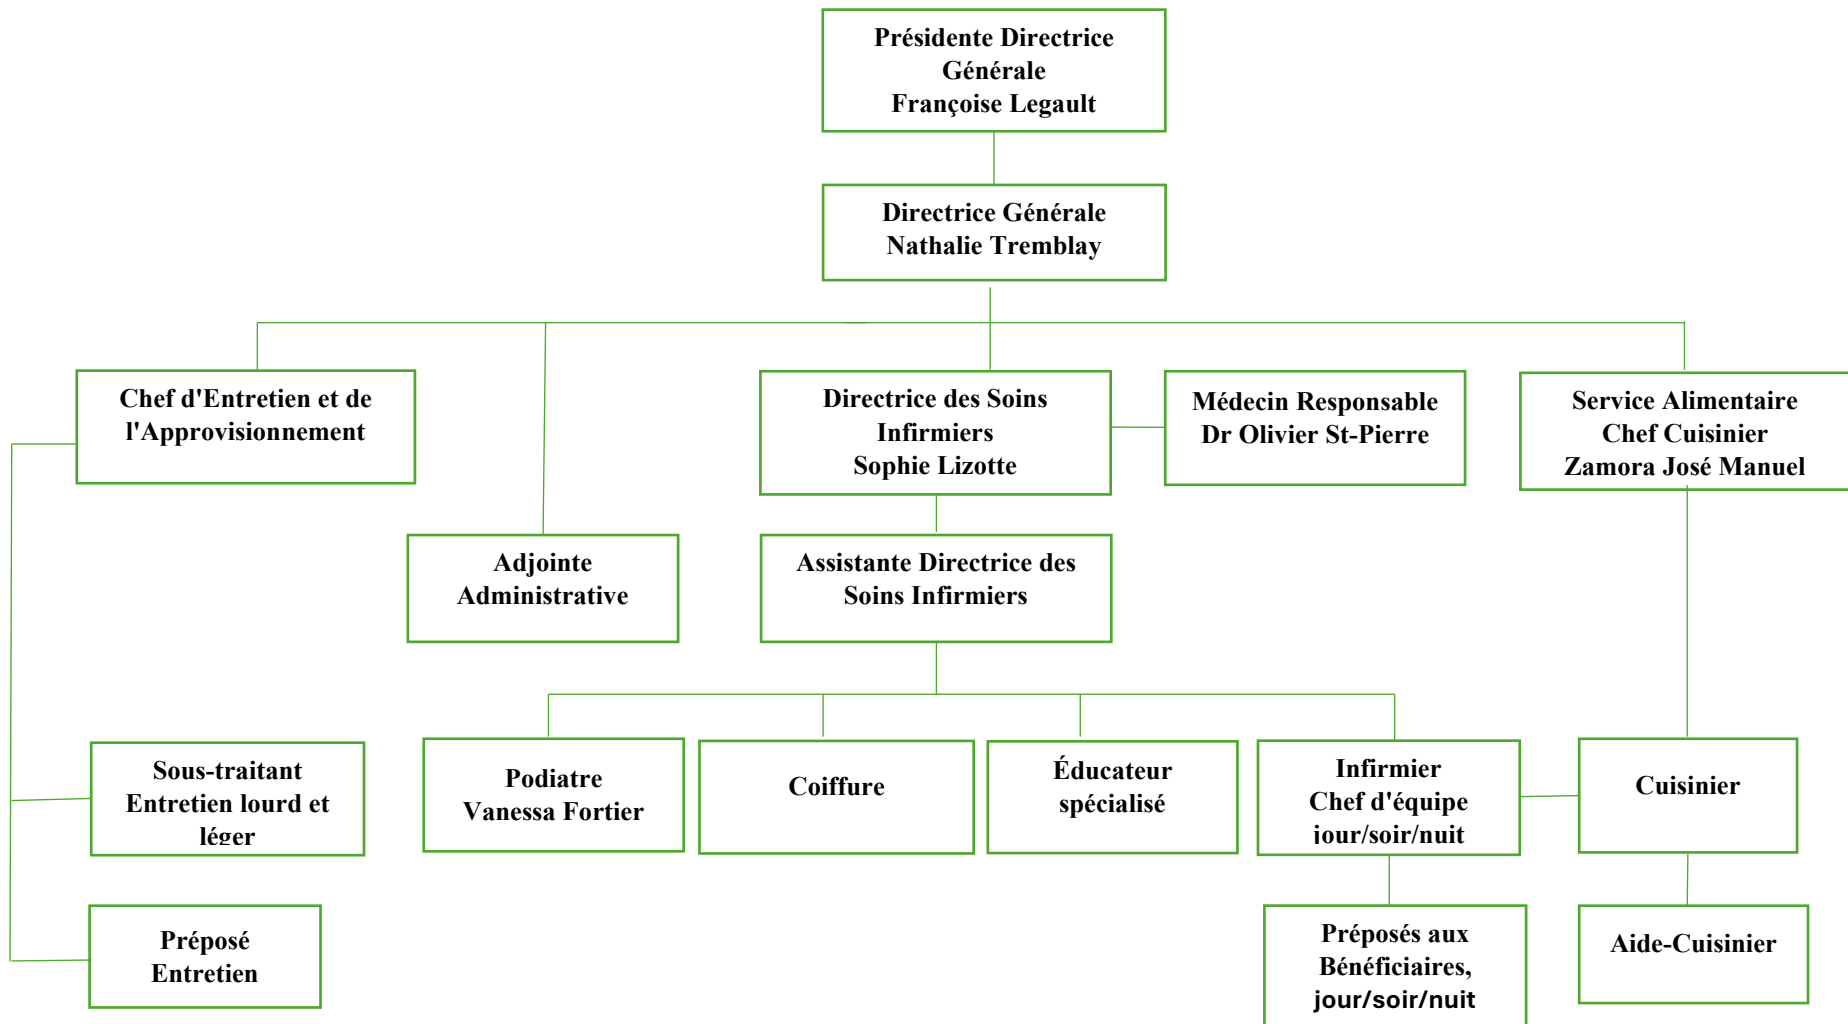 Présidente Directrice
Générale
Françoise Legault
Directrice Générale
Nathalie Tremblay
Chef d'Entretien et de
l'Approvisionnement
Directrice des Soins
Infirmiers
Sophie Lizotte
Médecin Responsable
Dr Olivier St-Pierre
Service Alimentaire
Chef Cuisinier
Zamora José Manuel
Adjointe
Administrative
Assistante Directrice des
Soins Infirmiers
Sous-traitant
Entretien lourd et
léger
Podiatre
Vanessa Fortier
Coiffure
Éducateur
spécialisé
Infirmier
Chef d'équipe
jour/soir/nuit
Cuisinier
Préposé
Entretien
Préposés aux
Bénéficiaires,
jour/soir/nuit
Aide-Cuisinier